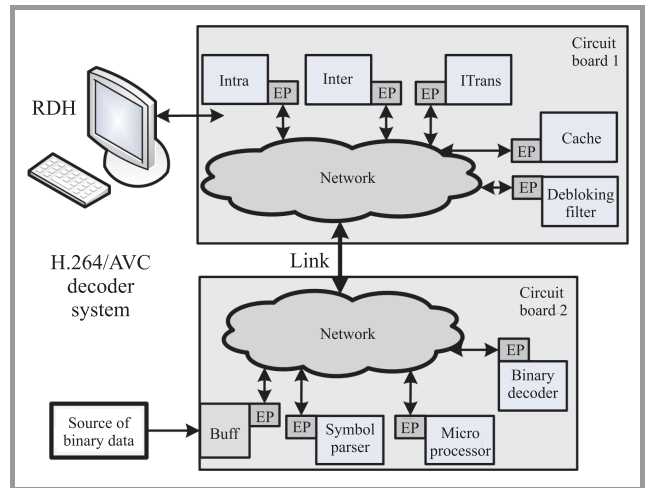 Circuit
board 1
Intra
EP
Inter
EP
ITrans
EP
RDH
EP
Cache
Network
EP
Debloking
filter
H.264/AVC
decoder
system
Link
Circuit
board 2
Network
EP
Binary
decoder
Source of
binary data
Buff
EP
EP
Symbol
parser
EP
Micro
processor